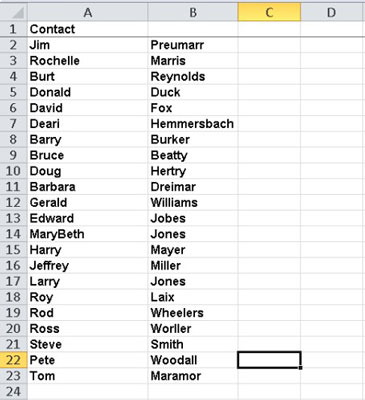 A B C D
1 Contact
2 Jim Preumarr
3 Rochelle Marris
4 Burt Reynolds
5 Donald Duck
6 David Fox
7 Deari Hemmersbach
8 Barry Burker
9 Bruce Beatty
10 Doug Hertry
11 Barbara Dreimar
12 Gerald Williams
13 Edward Jobes
14 MaryBeth Jones
15 Harry Mayer
16 Jeffrey Miller
17 Larry Jones
18 Roy Laix
19 Rod Wheelers
20 Ross Worller
21 Steve Smith
22 Pete Woodall
23 Tom Maramor
24